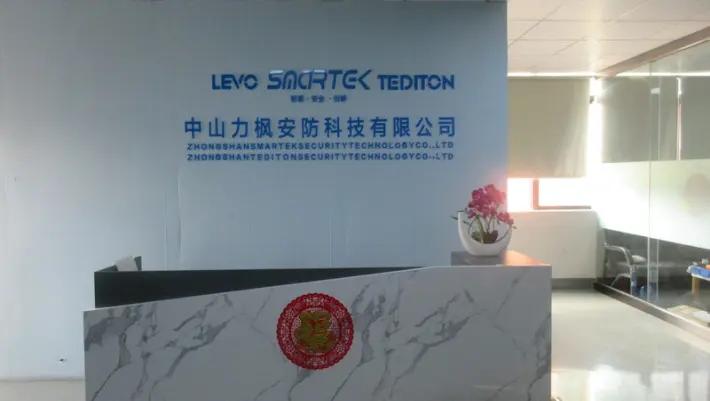 LEVO SMARTEK TEDITON
中山力枫安防科技有限公司
ZHONGSHANSMARTEKSECURITYTECHNOLOGYCO.,LTD
ZHONGSHANTEDITONSECURITYTECHNOLOGYCO.,LTD